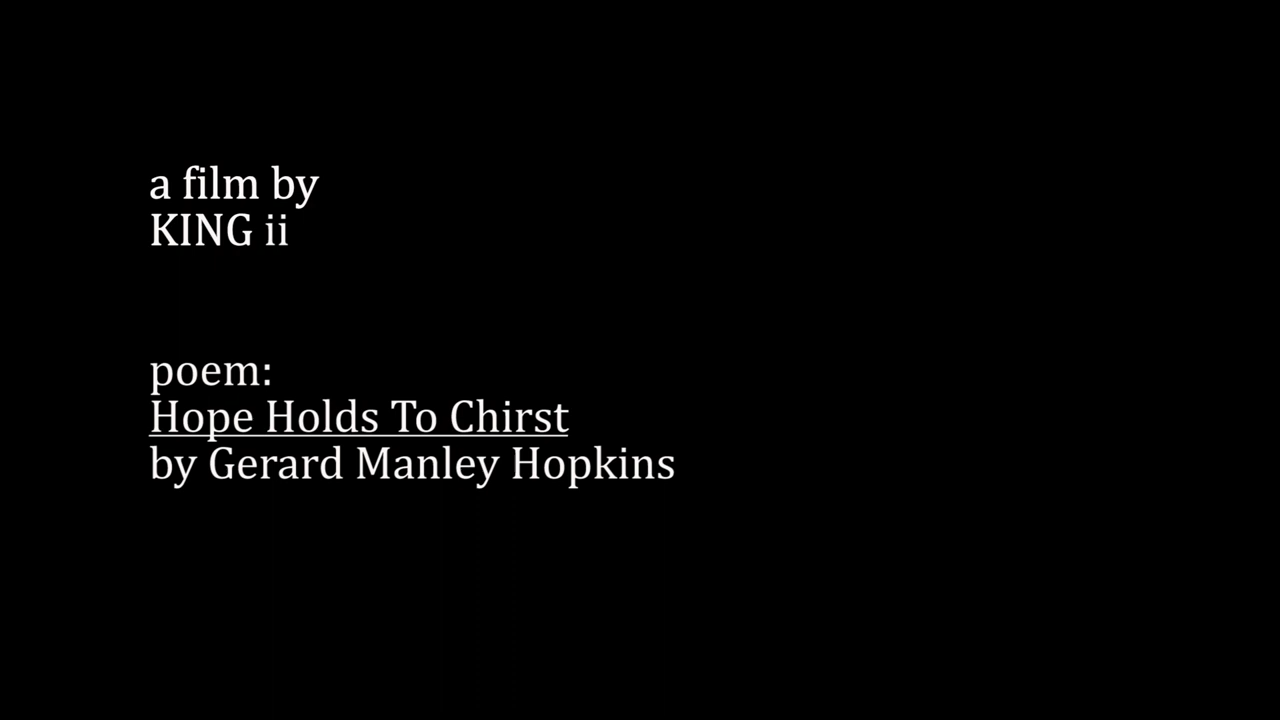 a film by
KING ii
poem:
Hope Holds To Chirst
by Gerard Manley Hopkins